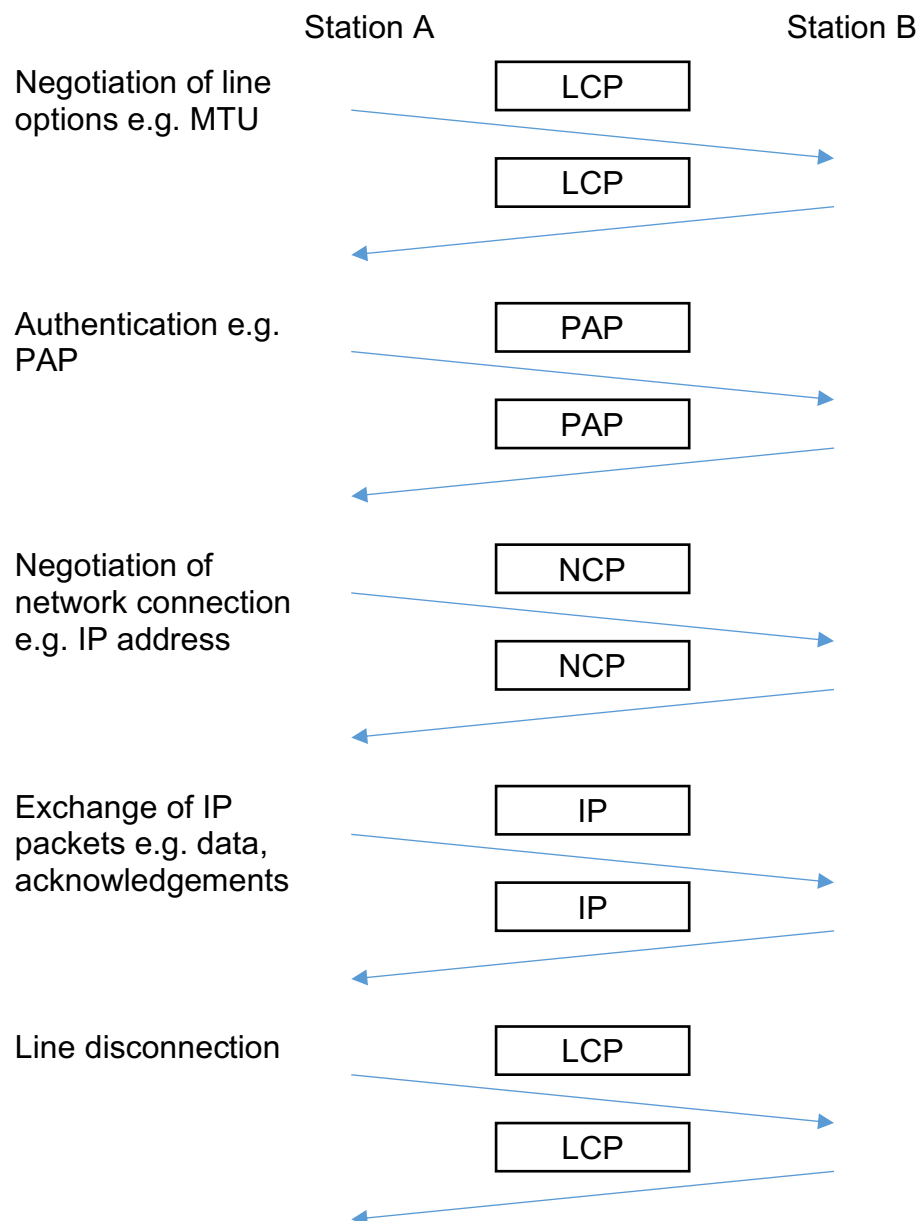 Station A
Station B
Negotiation of line
options e.g. MTU
LCP
LCP
Authentication e.g.
PAP
PAP
PAP
Negotiation of
network connection
e.g. IP address
NCP
NCP
Exchange of IP
packets e.g. data,
acknowledgements
IP
IP
Line disconnection
LCP
LCP